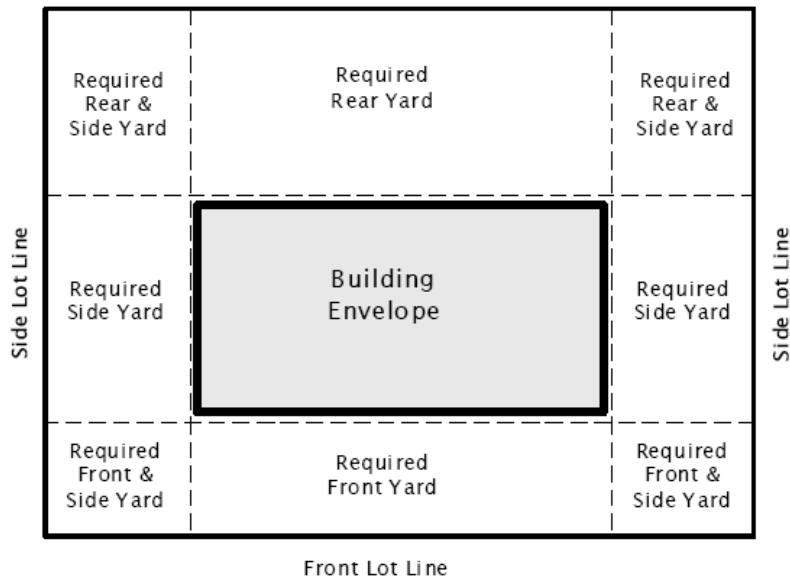 Required
Rear &
Side Yard
Required
Rear Yard
Required
Rear &
Side Yard
Side Lot Line
Required
Side Yard
Building
Envelope
Required
Side Yard
Side Lot Line
Required
Front &
Side Yard
Required
Front Yard
Required
Front &
Side Yard
Front Lot Line